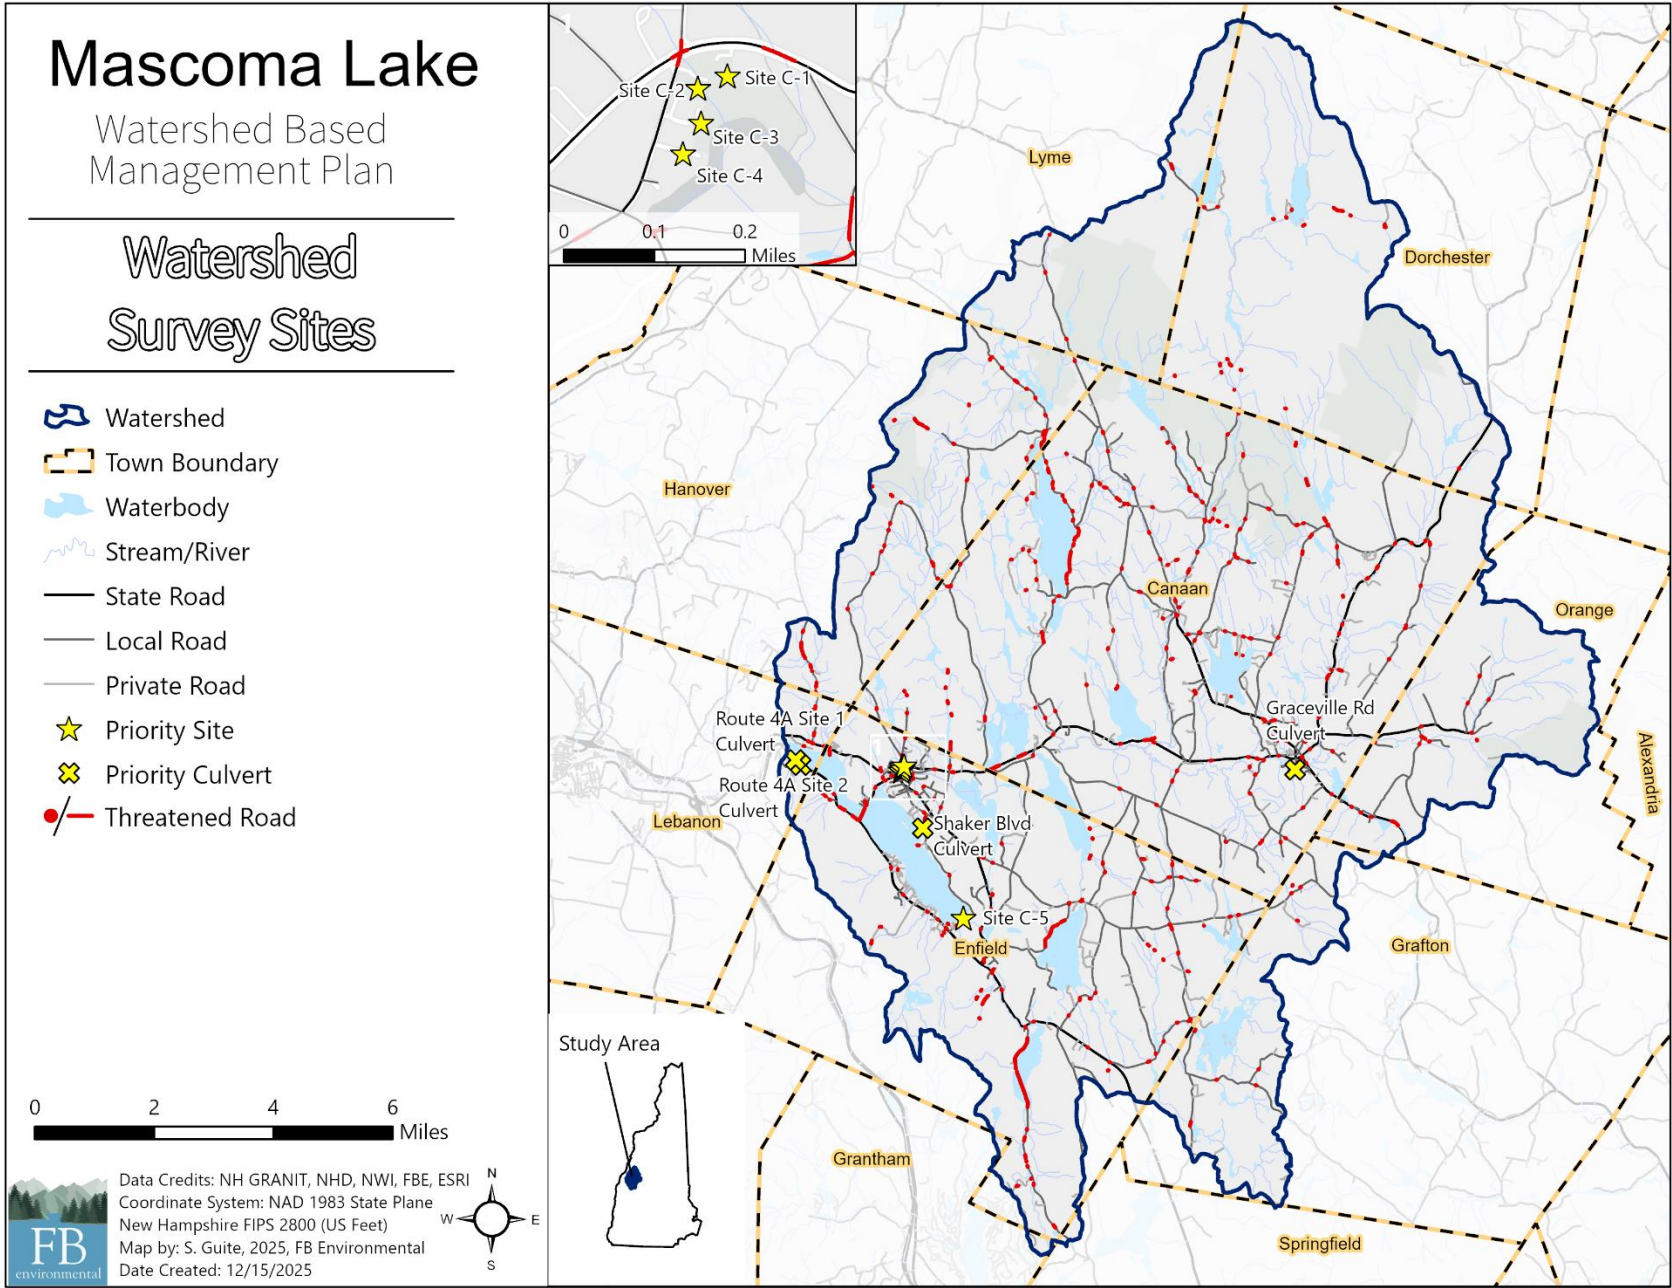 Mascoma Lake
Watershed Based
Management Plan
Watershed
Survey Sites
Watershed
Town Boundary
Waterbody
Stream/River
State Road
Local Road
Private Road
Priority Site
Priority Culvert
Threatened Road
0 2 4 6
Miles
Data Credits: NH GRANIT, NHD, NWI, FBE, ESRI
Coordinate System: NAD 1983 State Plane
New Hampshire FIPS 2800 (US Feet)
Map by: S. Guite, 2025, FB Environmental
Date Created: 12/15/2025
FB
environmental
N
W E
S
1
Site C-1
Site C-2
Site C-3
Site C-4
0 0.1 0.2
Miles
Lyme
Dorchester
Hanover
Canaan
Orange
Alexandria
Graceville Rd
Culvert
Route 4A Site 1
Culvert
1
Route 4A Site 2
Culvert
Lebanon
Shaker Blvd
Culvert
Site C-5
Enfield
Grafton
Study Area
Grantham
Springfield